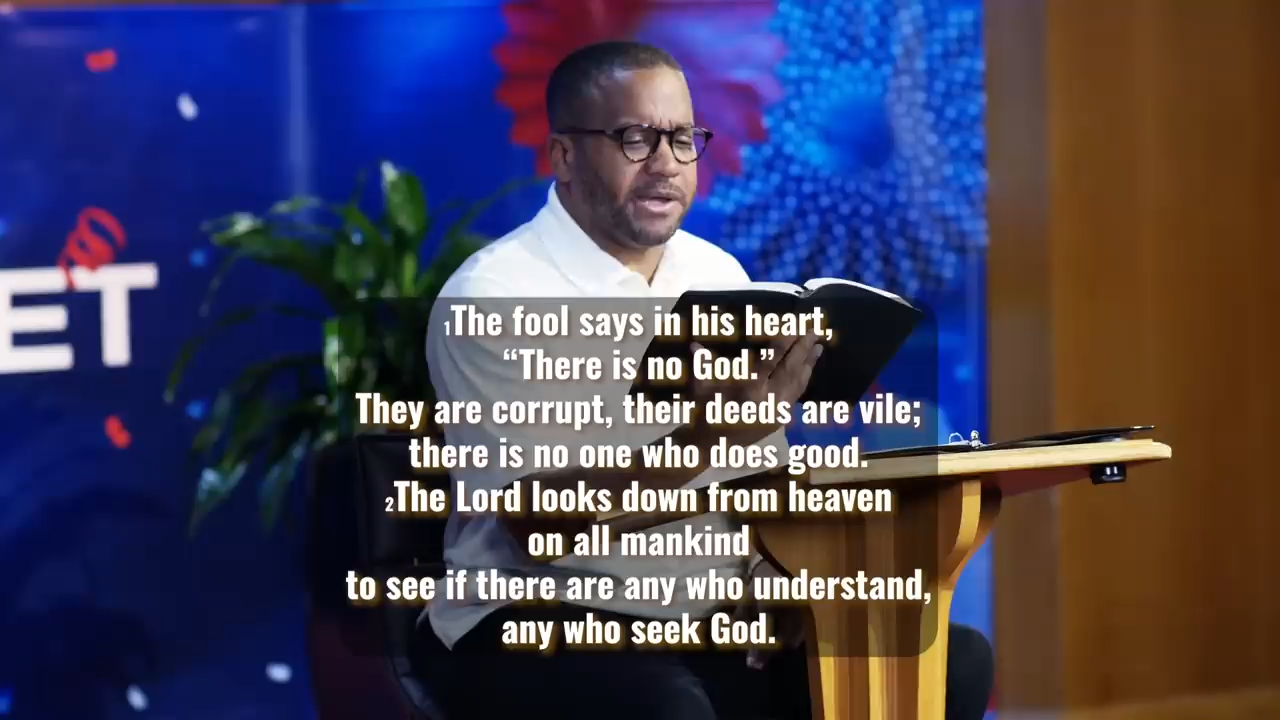 ET
1The fool says in his heart,
“There is no God.”
They are corrupt, their deeds are vile;
there is no one who does good.
2The Lord looks down from heaven
on all mankind
to see if there are any who understand,
any who seek God.